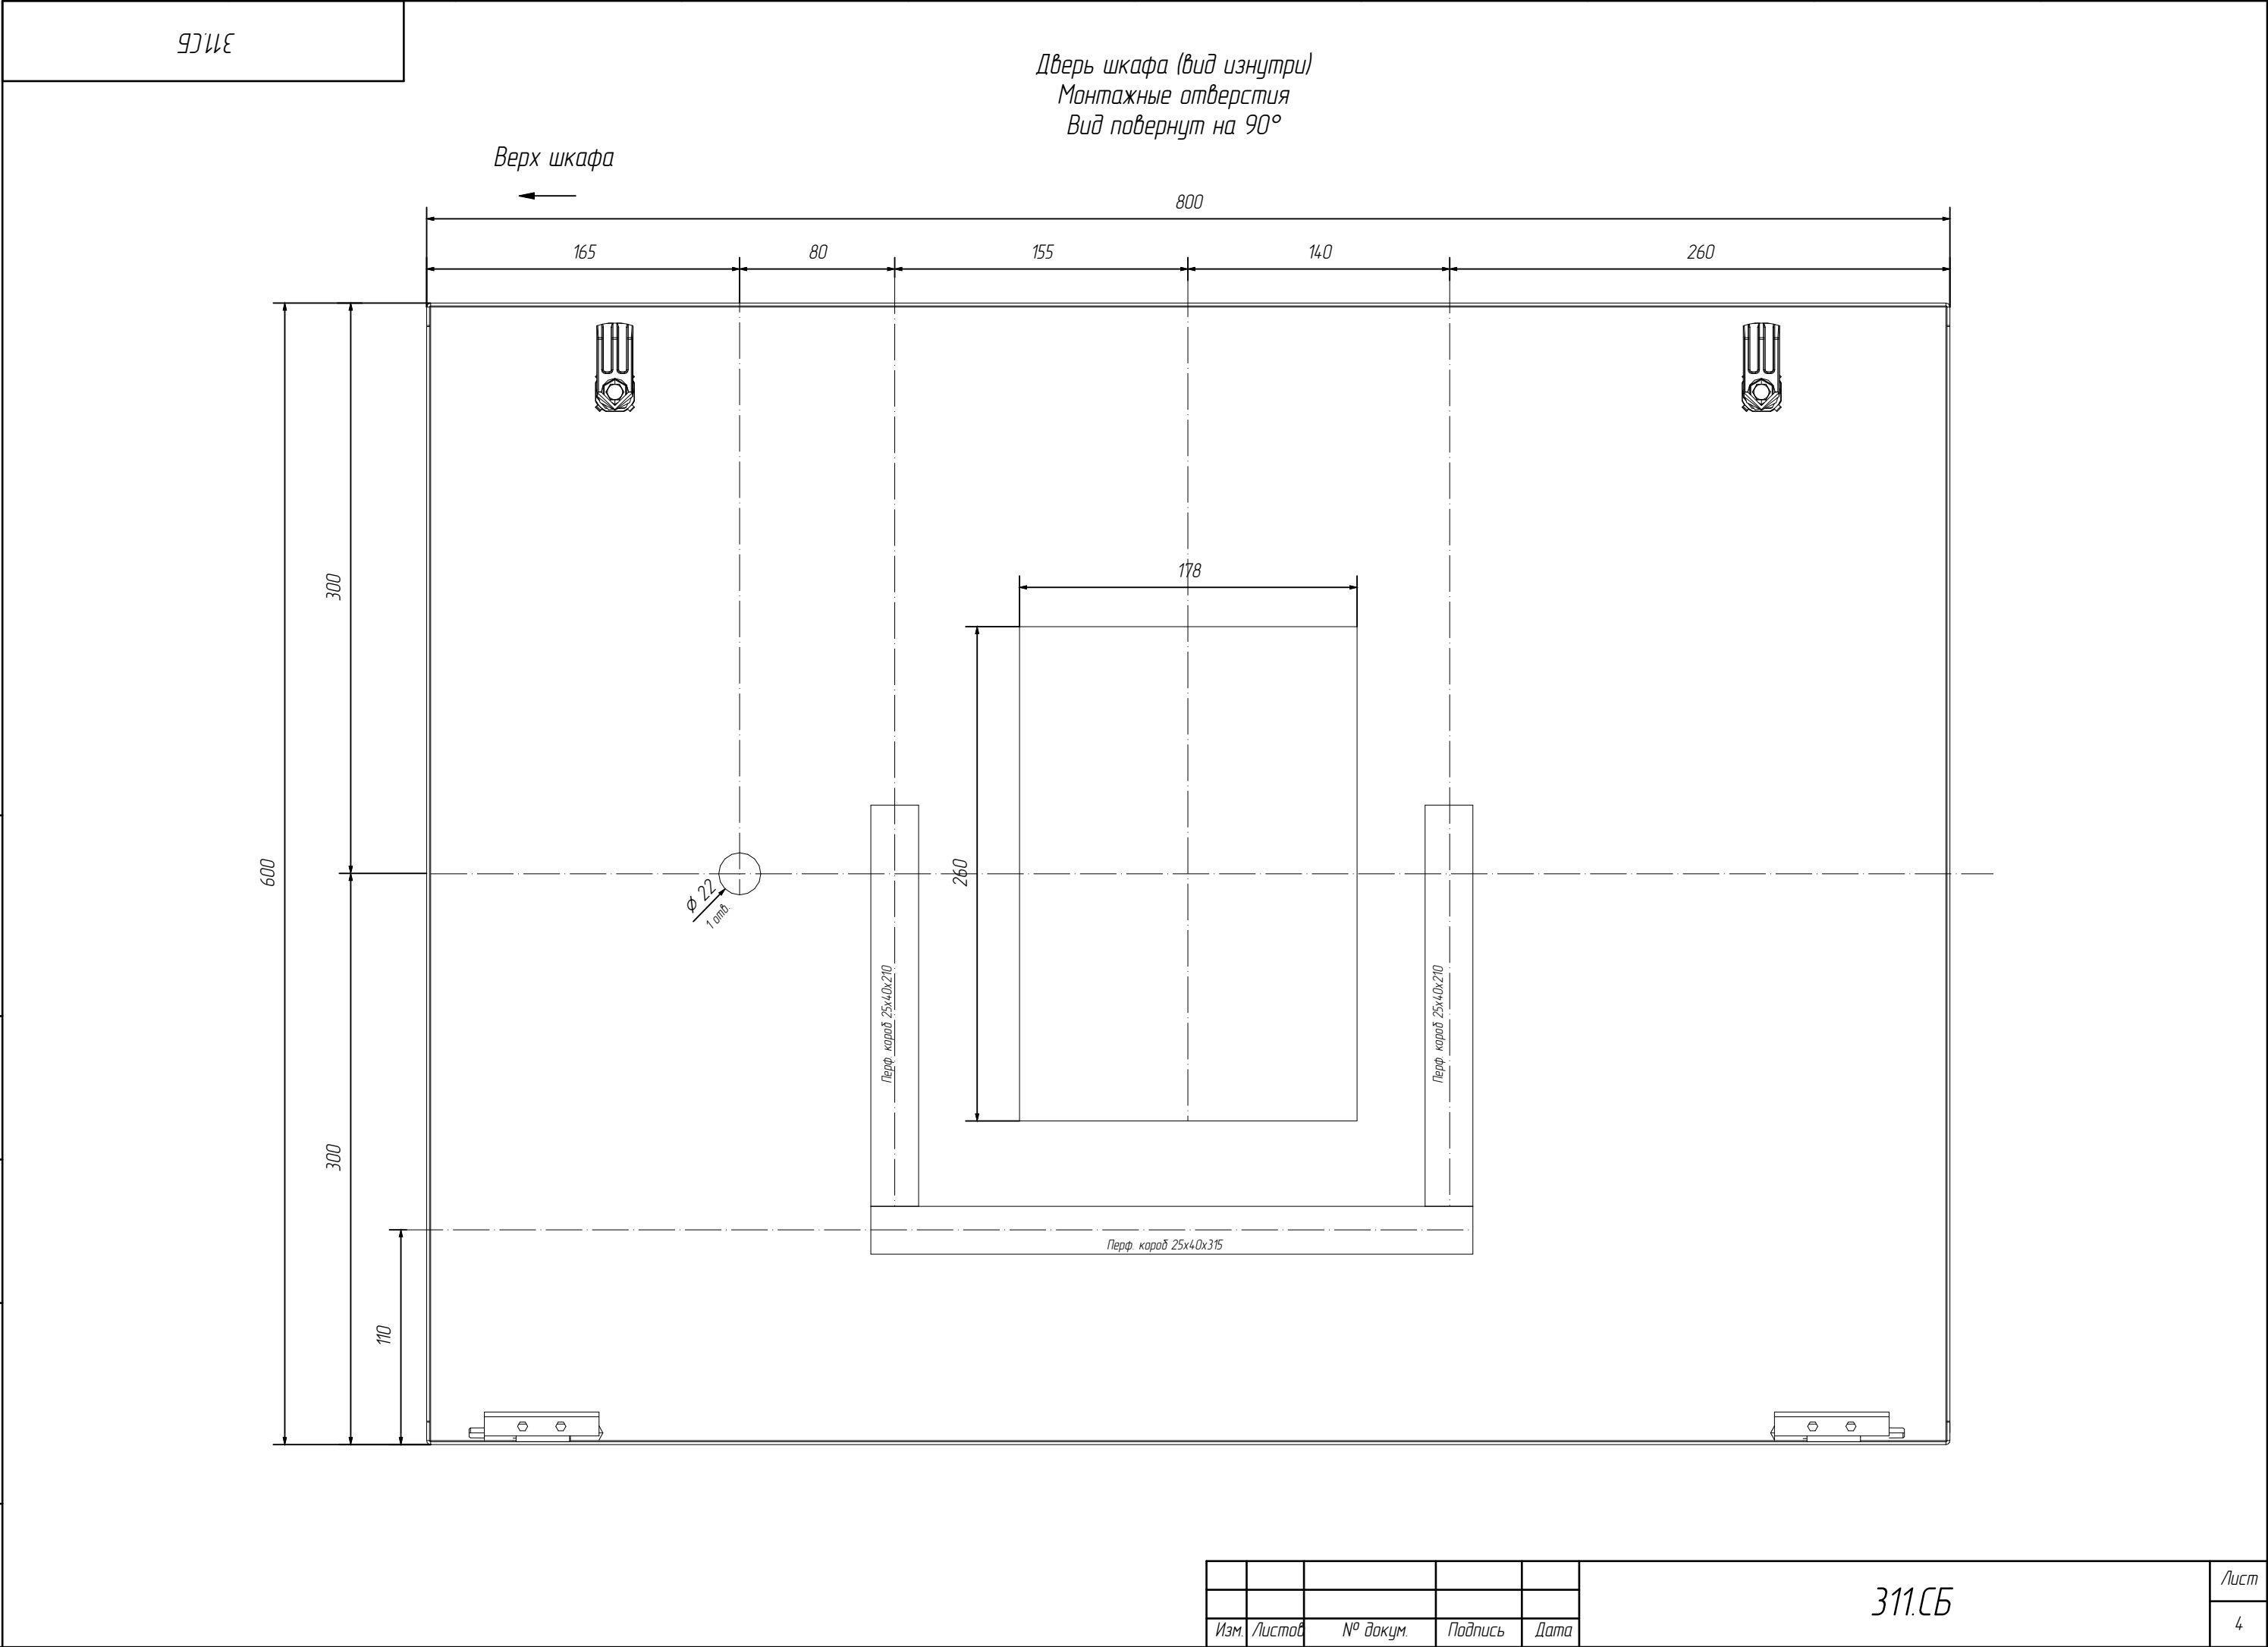 311.СБ
Дверь шкафа (вид изнутри)
Монтажные отверстия
Вид повернут на 90°
Верх шкафа
800
165
80
155
140
260
178
300
600
260
⌀ 22
1 отв.
Перф. короб 25х40х210
Перф. короб 25х40х210
300
Перф. короб 25х40х315
110
Изм.
Листов
№ докум.
Подпись
Дата
311.СБ
Лист
4